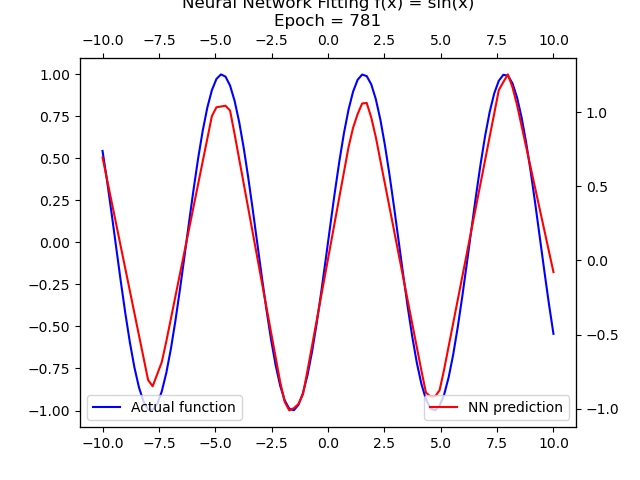 Neural Network Fitting f(x) = sin(x)
Epoch = 781
−10.0 −7.5 −5.0 −2.5 0.0 2.5 5.0 7.5 10.0
1.00
0.75
0.50
0.25
0.00
−0.25
−0.50
−0.75
−1.00
1.0
0.5
0.0
−0.5
−1.0
Actual function
NN prediction
−10.0 −7.5 −5.0 −2.5 0.0 2.5 5.0 7.5 10.0